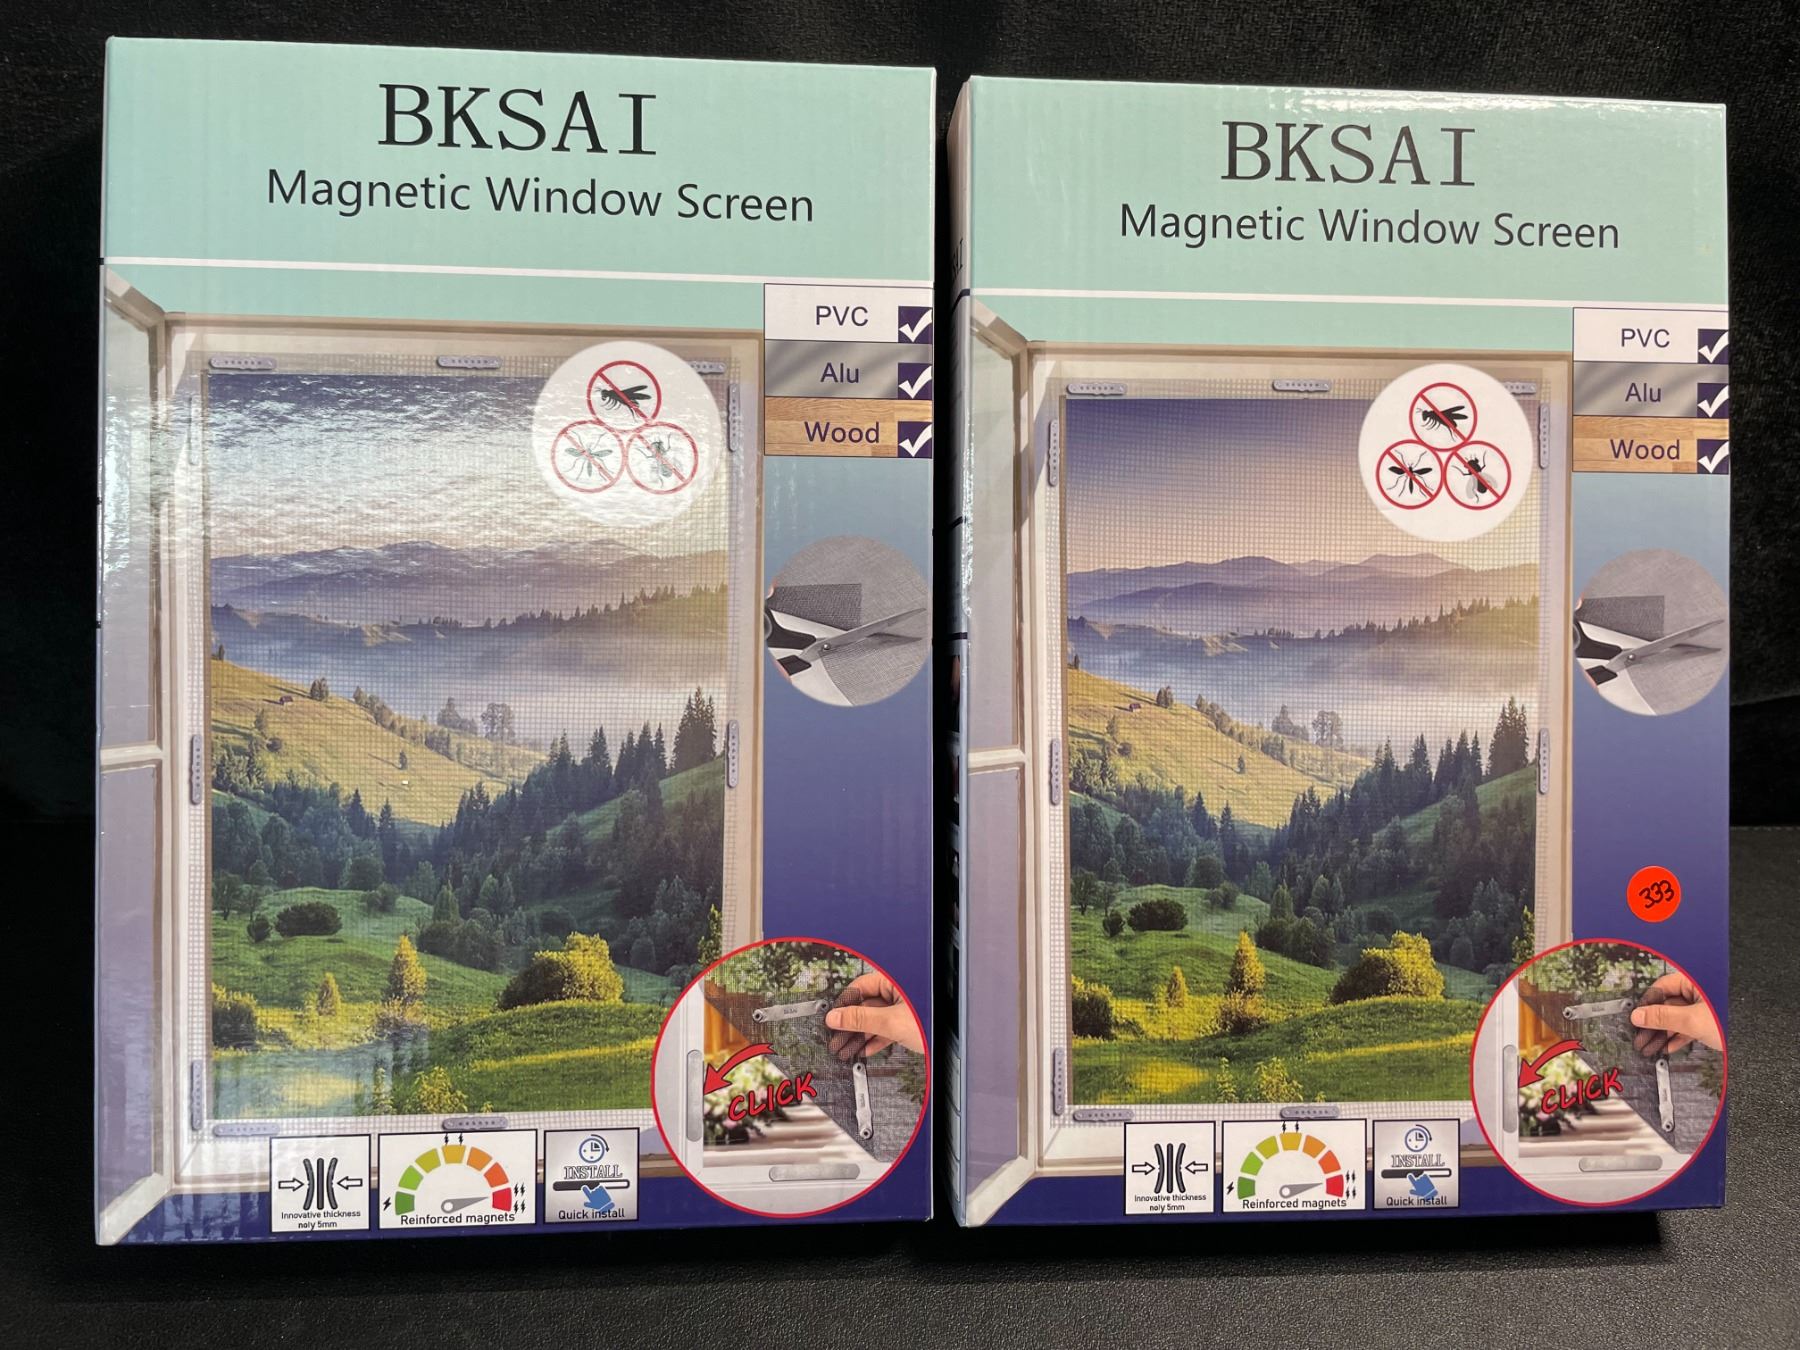 BKSAI
Magnetic Window Screen
PVC
Alu
Wood
CLICK
Innovative thickness
noly 5mm
Reinforced magnets
INSTALL
Quick install
BKSAI
Magnetic Window Screen
PVC
Alu
Wood
333
CLICK
Innovative thickness
noly 5mm
Reinforced magnets
INSTALL
Quick install